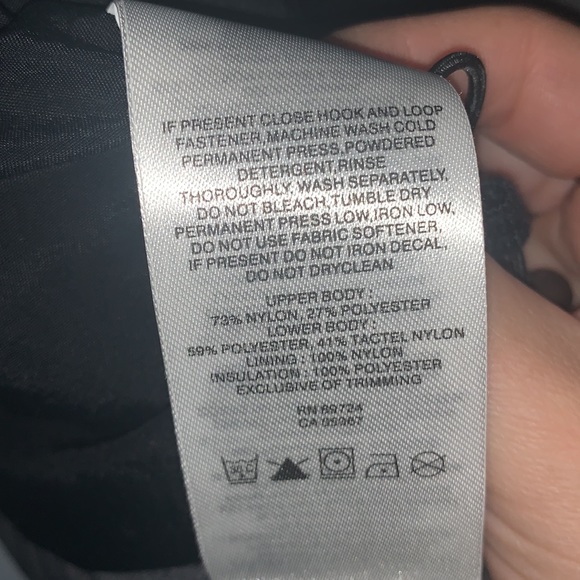 IF PRESENT CLOSE HOOK AND LOOP
FASTENER,MACHINE WASH COLD
PERMANENT PRESS,POWDERED
DETERGENT,RINSE
THOROUGHLY, WASH SEPARATELY,
DO NOT BLEACH,TUMBLE DRY
PERMANENT PRESS LOW,IRON LOW,
DO NOT USE FABRIC SOFTENER,
IF PRESENT DO NOT IRON DECAL,
DO NOT DRYCLEAN
UPPER BODY :
73% NYLON, 27% POLYESTER
LOWER BODY :
59% POLYESTER, 41% TACTEL NYLON
LINING : 100% NYLON
INSULATION : 100% POLYESTER
EXCLUSIVE OF TRIMMING
RN 69724
CA 05367